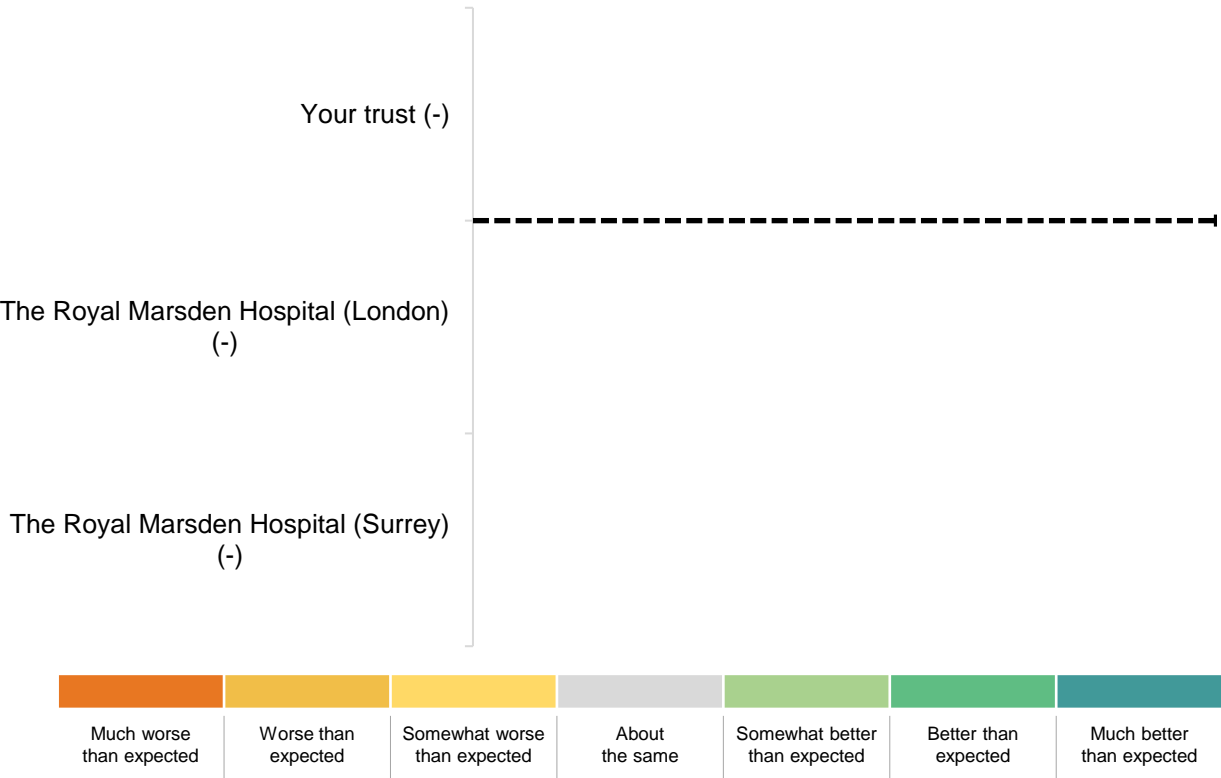 Your trust (-)
The Royal Marsden Hospital (London)
(-)
The Royal Marsden Hospital (Surrey)
(-)
Much worse
than expected
Worse than
expected
Somewhat worse
than expected
About
the same
Somewhat better
than expected
Better than
expected
Much better
than expected